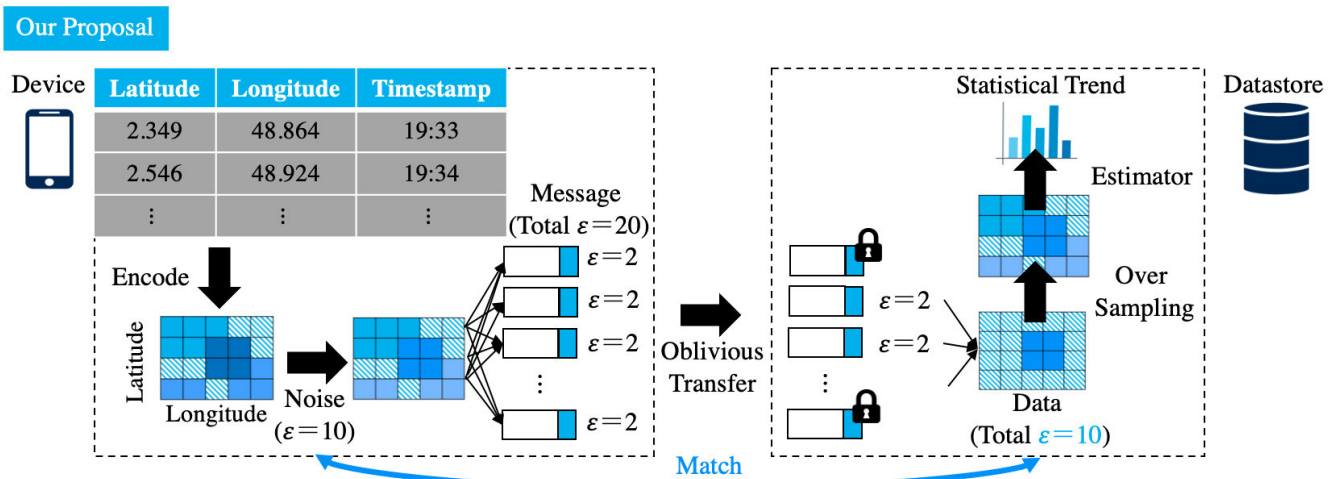 Our Proposal
Device
Latitude Longitude Timestamp
2.349 48.864 19:33
2.546 48.924 19:34
⋮ ⋮ ⋮
Encode
Latitude
Longitude
Noise
(ε=10)
Message
(Total ε=20)
ε=2
ε=2
ε=2
⋮
ε=2
Oblivious
Transfer
ε=2
ε=2
⋮
Statistical Trend
Estimator
Over
Sampling
Data
(Total ε=10)
Datastore
Match